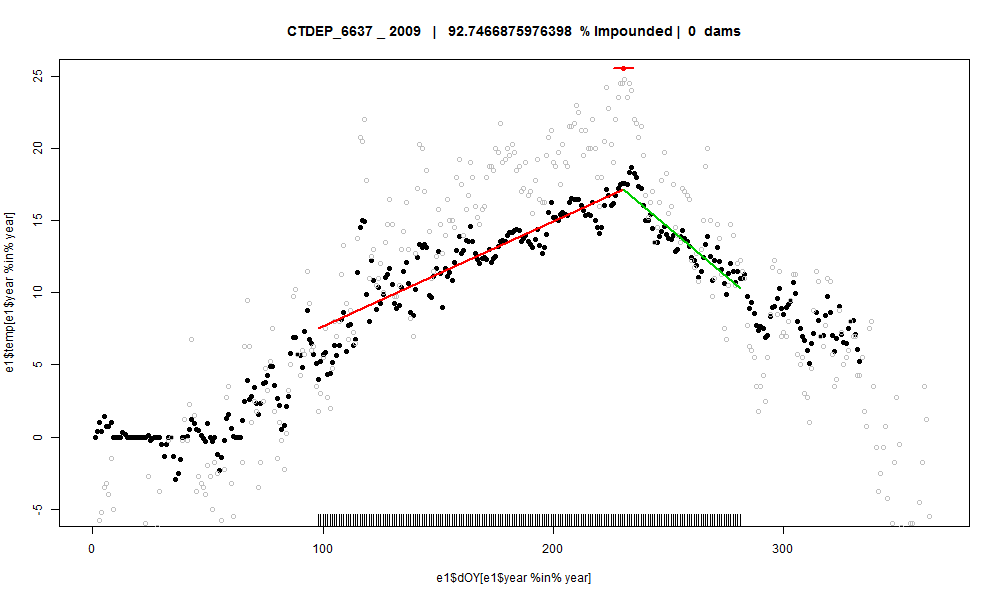 CTDEP_6637 _ 2009 | 92.7466875976398 % Impounded | 0 dams
e1$temp[e1$year %in% year]
25
20
15
10
5
0
-5
0 100 200 300
e1$dOY[e1$year %in% year]